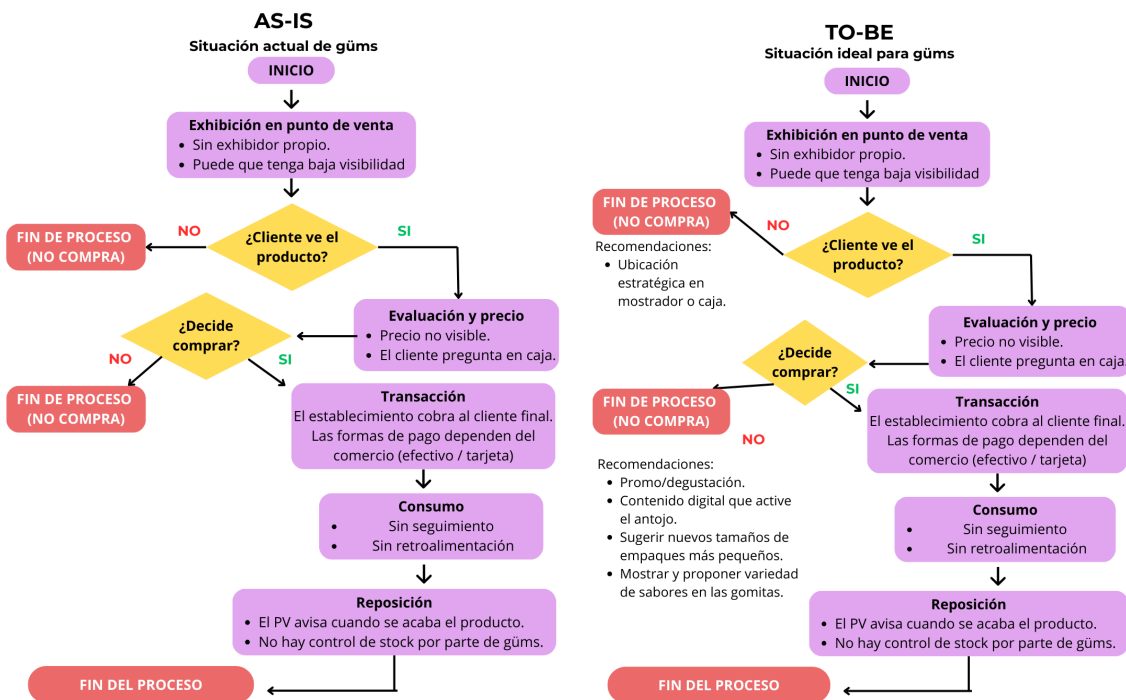 AS-IS
Situación actual de güms
INICIO
Exhibición en punto de venta
• Sin exhibidor propio.
• Puede que tenga baja visibilidad
¿Cliente ve el
producto?
NO
SI
FIN DE PROCESO
(NO COMPRA)
Evaluación y precio
• Precio no visible.
• El cliente pregunta en caja.
¿Decide
comprar?
NO
SI
FIN DE PROCESO
(NO COMPRA)
Transacción
El establecimiento cobra al cliente final.
Las formas de pago dependen del
comercio (efectivo / tarjeta)
Consumo
• Sin seguimiento
• Sin retroalimentación
Reposición
• El PV avisa cuando se acaba el producto.
• No hay control de stock por parte de güms.
FIN DEL PROCESO
TO-BE
Situación ideal para güms
INICIO
Exhibición en punto de venta
• Sin exhibidor propio.
• Puede que tenga baja visibilidad
FIN DE PROCESO
(NO COMPRA)
NO
SI
¿Cliente ve el
producto?
Recomendaciones:
• Ubicación
estratégica en
mostrador o caja.
Evaluación y precio
• Precio no visible.
• El cliente pregunta en caja.
¿Decide
comprar?
SI
FIN DE PROCESO
(NO COMPRA)
NO
Transacción
El establecimiento cobra al cliente final.
Las formas de pago dependen del
comercio (efectivo / tarjeta)
Recomendaciones:
• Promo/degustación.
• Contenido digital que active
el antojo.
• Sugerir nuevos tamaños de
empaques más pequeños.
• Mostrar y proponer variedad
de sabores en las gomitas.
Consumo
• Sin seguimiento
• Sin retroalimentación
Reposición
• El PV avisa cuando se acaba el producto.
• No hay control de stock por parte de güms.
FIN DEL PROCESO